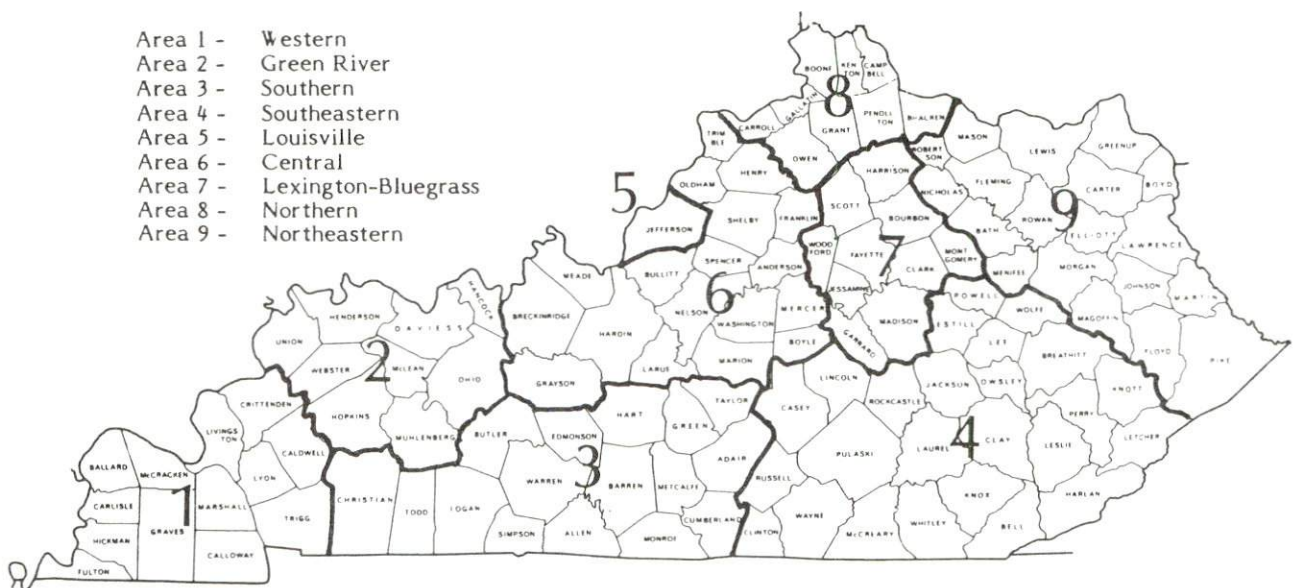 Area 1 - Western
Area 2 - Green River
Area 3 - Southern
Area 4 - Southeastern
Area 5 - Louisville
Area 6 - Central
Area 7 - Lexington-Bluegrass
Area 8 - Northern
Area 9 - Northeastern
BOONE
KEN
TON
CAMP
BELL
8
GALLATIN
CARROLL
GRANT
PENDLE
TON
TRIM
BLE
OWEN
ROBERT
SON
MASON
LEWIS
GREENUP
5
OLDHAM
HENRY
HARRISON
NICHOLAS
FLEMING
CARTER
BOYD
9
JEFFERSON
SHELBY
FRANKLIN
SCOTT
BOURBON
BATH
ROWAN
ELLIOTT
LAWRENCE
WOOD
FORD
FAYETTE
7
CLARK
MONT
GOMERY
MENIFEE
MORGAN
MEADE
BULLITT
SPENCER
ANDERSON
JESSAMINE
JOHNSON
MARTIN
HANCOCK
BRECKINRIDGE
HARDIN
NELSON
6
WASHINGTON
MERCER
MADISON
POWELL
WOLFE
MAGOFFIN
HENDERSON
DAVIESS
UNION
ESTILL
LEE
BREATHITT
FLOYD
PIKE
WEBSTER
2
McLEAN
OHIO
GRAYSON
LARUE
MARION
BOYLE
GARRARD
LINCOLN
JACKSON
OWSLEY
KNOTT
CRITTENDEN
HOPKINS
MUHLENBERG
BUTLER
EDMONSON
HART
GREEN
TAYLOR
CASEY
ROCKCASTLE
PERRY
LIVINGS
TON
CALDWELL
LYON
ADAIR
PULASKI
LAUREL
4
CLAY
LESLIE
LETCHER
BALLARD
McCRACKEN
1
WARREN
3
BARREN
METCALFE
RUSSELL
KNOX
HARLAN
CARLISLE
GRAVES
MARSHALL
TRIGG
CHRISTIAN
TODD
LOGAN
SIMPSON
ALLEN
MONROE
CUMBERLAND
CLINTON
WAYNE
McCREARY
WHITLEY
BELL
HICKMAN
CALLOWAY
FULTON